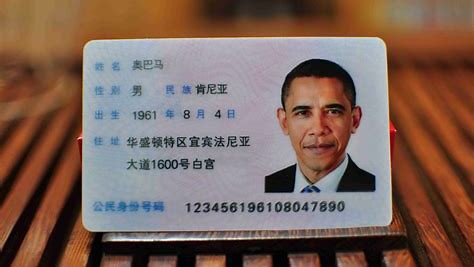 姓名 奥巴马
性别 男 民族 肯尼亚
出生 1961 年 8 月 4 日
住址 华盛顿特区宜宾法尼亚
大道1600号白宫
公民身份号码 123456196108047890